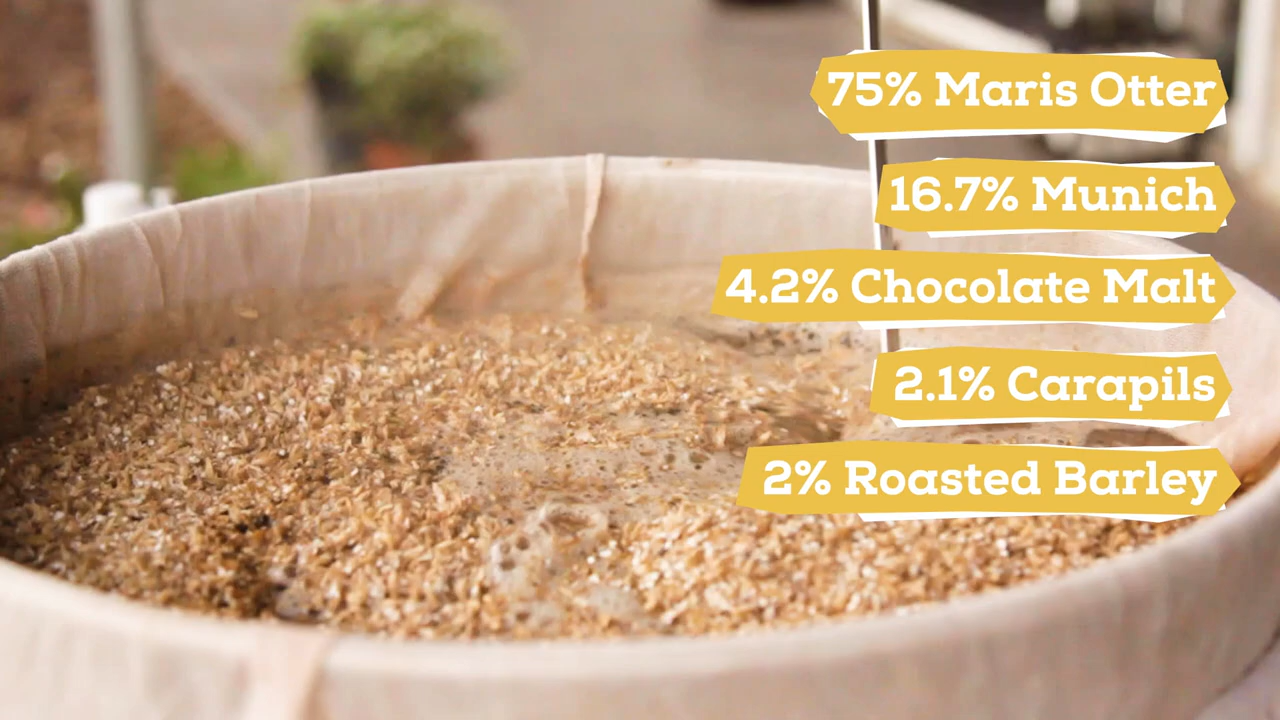 75% Maris Otter
16.7% Munich
4.2% Chocolate Malt
2.1% Carapils
2% Roasted Barley